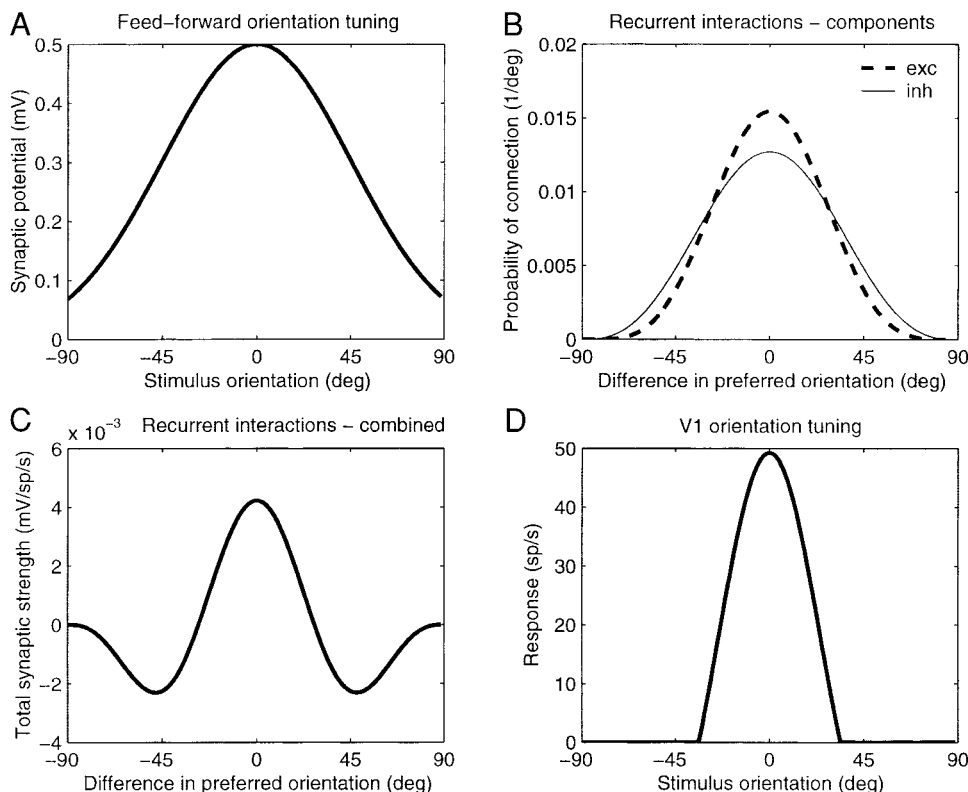 A
Feed-forward orientation tuning
Synaptic potential (mV)
0.5
0.4
0.3
0.2
0.1
0
-90
-45
0
45
90
Stimulus orientation (deg)
B
Recurrent interactions - components
Probability of connection (1/deg)
0.02
0.015
0.01
0.005
0
exc
inh
-90
-45
0
45
90
Difference in preferred orientation (deg)
C
x 10⁻³
Recurrent interactions - combined
Total synaptic strength (mV/sp/s)
6
4
2
0
-2
-4
-90
-45
0
45
90
Difference in preferred orientation (deg)
D
V1 orientation tuning
Response (sp/s)
50
40
30
20
10
0
-90
-45
0
45
90
Stimulus orientation (deg)